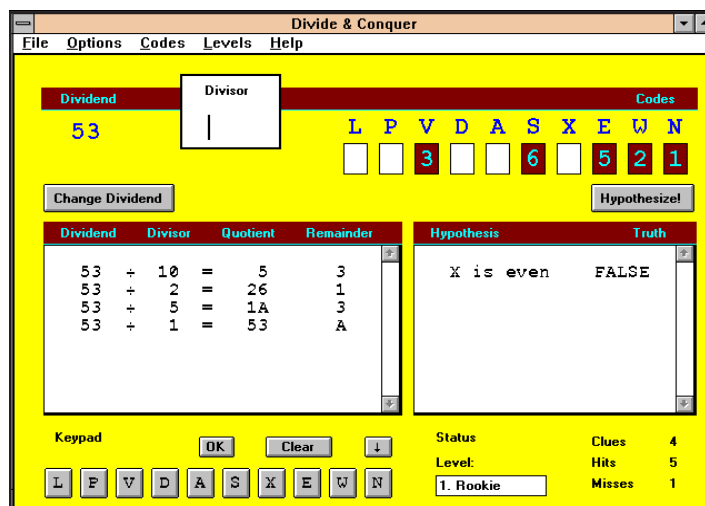 Divide & Conquer
File Options Codes Levels Help
Divisor
Dividend Codes
53
L P V D A S X E W N
3 6 5 2 1
Change Dividend Hypothesize!
Dividend Divisor Quotient Remainder
53 ÷ 10 = 5 3
53 ÷ 2 = 26 1
53 ÷ 5 = 1A 3
53 ÷ 1 = 53 A
Hypothesis Truth
X is even FALSE
Keypad OK Clear ↓
L P V D A S X E W N
Status
Level:
1. Rookie
Clues 4
Hits 5
Misses 1